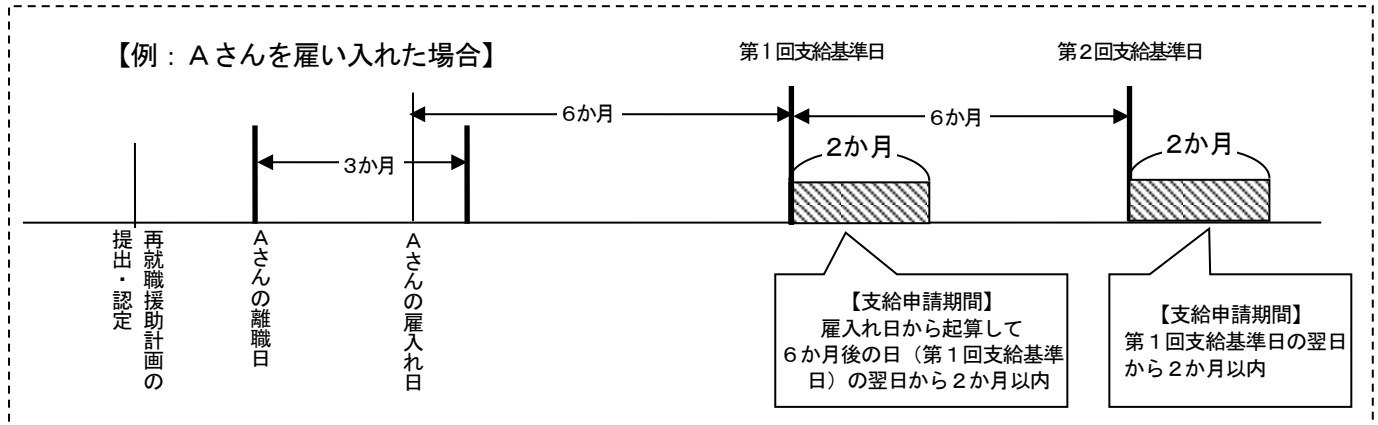 【例：Ａさんを雇い入れた場合】
第１回支給基準日
第２回支給基準日
６か月
６か月
３か月
２か月
２か月
再就職援助計画の
提出・認定
Ａさんの離職日
Ａさんの雇入れ日
【支給申請期間】
雇入れ日から起算して
６か月後の日（第１回支給基準
日）の翌日から２か月以内
【支給申請期間】
第１回支給基準日の翌日
から２か月以内